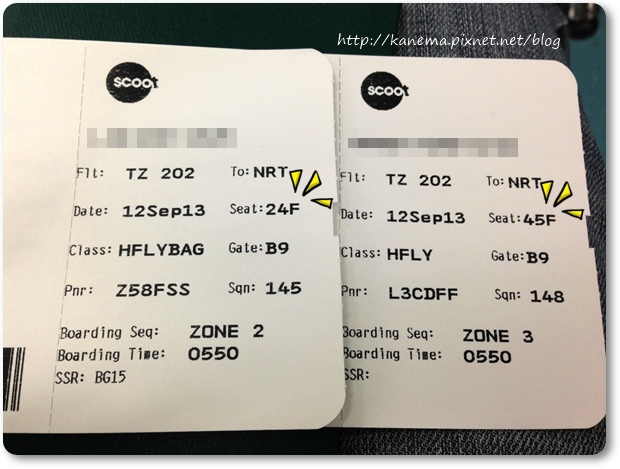 http://kanema.pixnet.net/blog
scoot
Flt: TZ 202 To: NRT
Date: 12Sep13 Seat: 24F
Class: HFLYBAG Gate: B9
Pnr: Z58FSS Sqn: 145
Boarding Seq: ZONE 2
Boarding Time: 0550
SSR: BG15
scoot
Flt: TZ 202 To: NRT
Date: 12Sep13 Seat: 45F
Class: HFLY Gate: B9
Pnr: L3CDFF Sqn: 148
Boarding Seq: ZONE 3
Boarding Time: 0550
SSR: